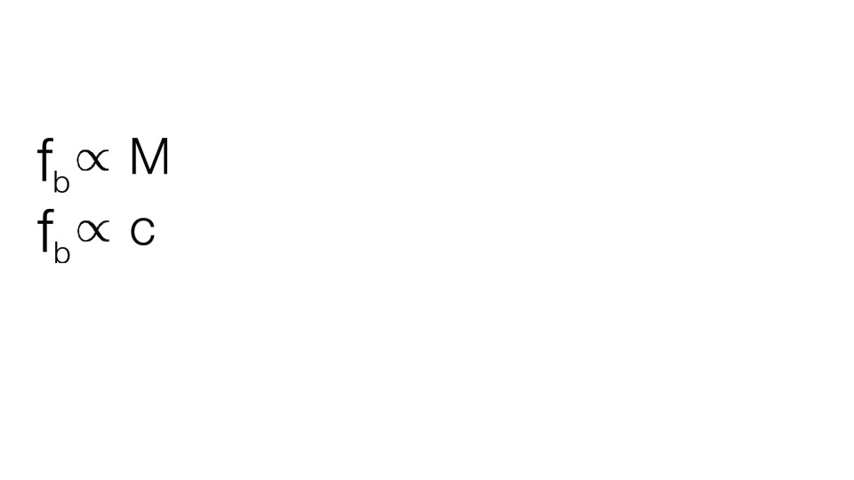 f_b ∝ M
f_b ∝ c